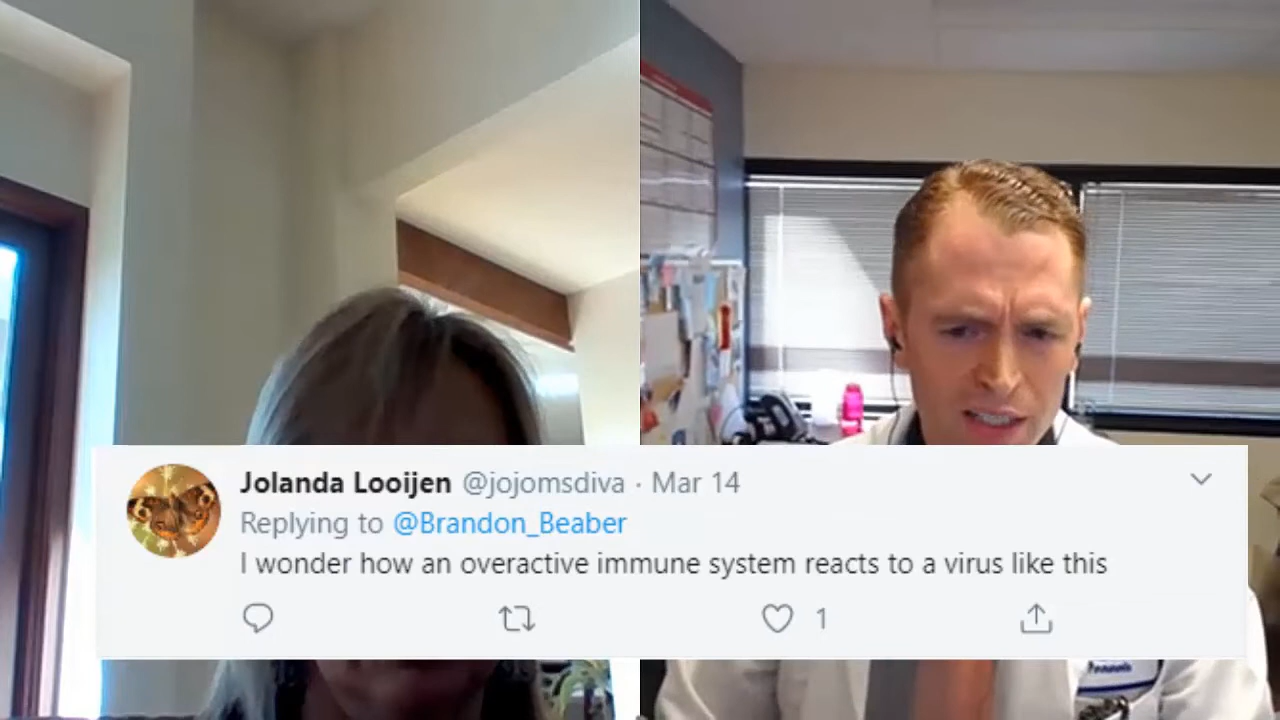 Jolanda Looijen @jojomsdiva · Mar 14
Replying to @Brandon_Beaber
I wonder how an overactive immune system reacts to a virus like this
1